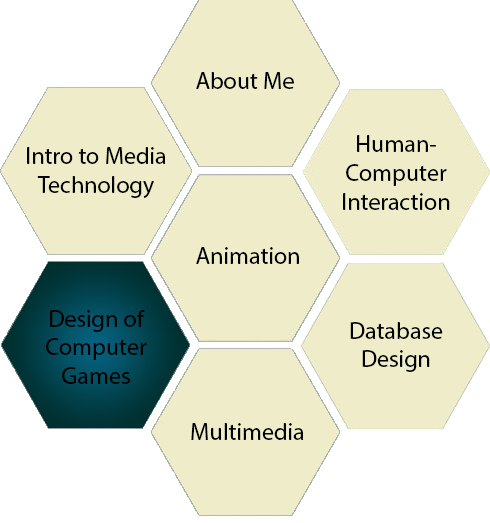 About Me
Intro to Media
Technology
Human-
Computer
Interaction
Animation
Design of
Computer
Games
Database
Design
Multimedia